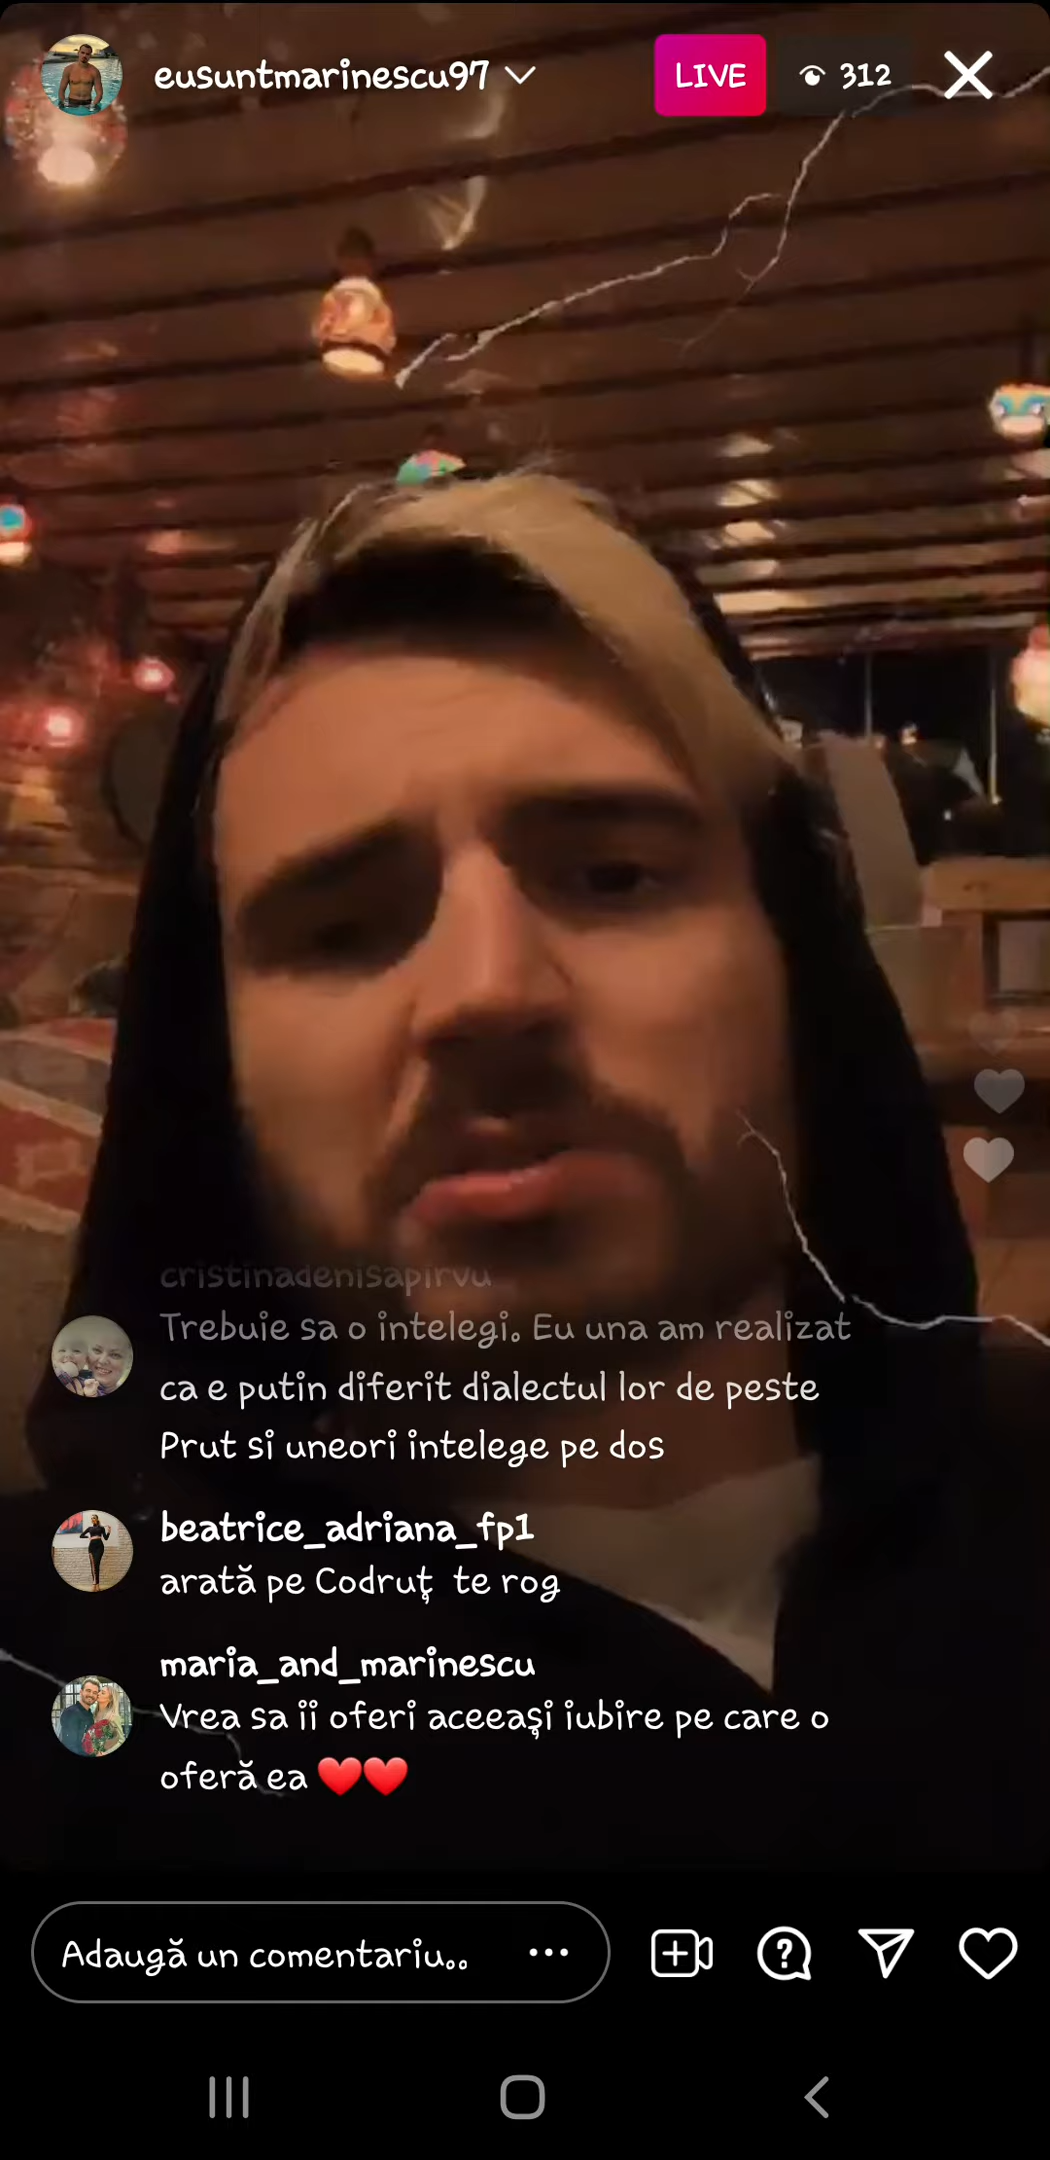 eusuntmarinescu97
LIVE
312
cristinadenisapirvu
Trebuie sa o intelegi. Eu una am realizat
ca e putin diferit dialectul lor de peste
Prut si uneori intelege pe dos
beatrice_adriana_fp1
arată pe Codruţ te rog
maria_and_marinescu
Vrea sa ii oferi aceeași iubire pe care o
oferă ea ❤️❤️
Adaugă un comentariu..